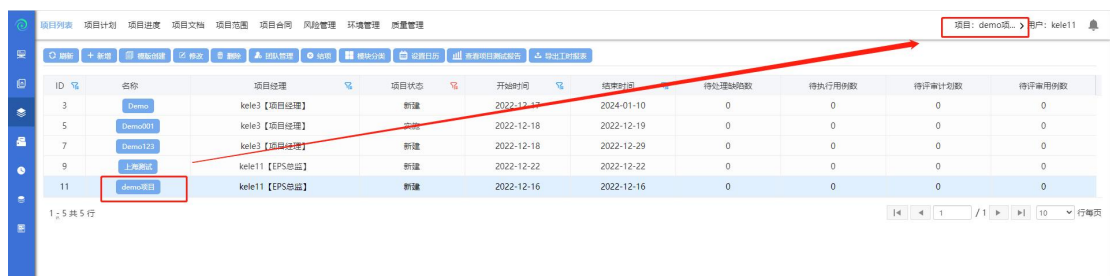 项目列表 项目计划 项目进度 项目文档 项目范围 项目合同 风险管理 环境管理 质量管理 项目: demo项... 用户: kele11
刷新 新增 模板创建 修改 删除 团队管理 结项 模块分类 设置日历 查看项目测试报告 导出工时报表
ID 名称 项目经理 项目状态 开始时间 结束时间 待处理缺陷数 待执行用例数 待评审计划数 待评审用例数
3 Demo kele3【项目经理】 新建 2022-12-17 2024-01-10 0 0 0 0
5 Demo001 kele3【项目经理】 实施 2022-12-18 2022-12-19 0 0 0 0
7 Demo123 kele3【项目经理】 新建 2022-12-18 2022-12-29 0 0 0 0
9 上海测试 kele11【EPS总监】 新建 2022-12-22 2022-12-22 0 0 0 0
11 demo项目 kele11【EPS总监】 新建 2022-12-16 2022-12-16 0 0 0 0
1 - 5 共 5 行 1 / 1 10 行每页